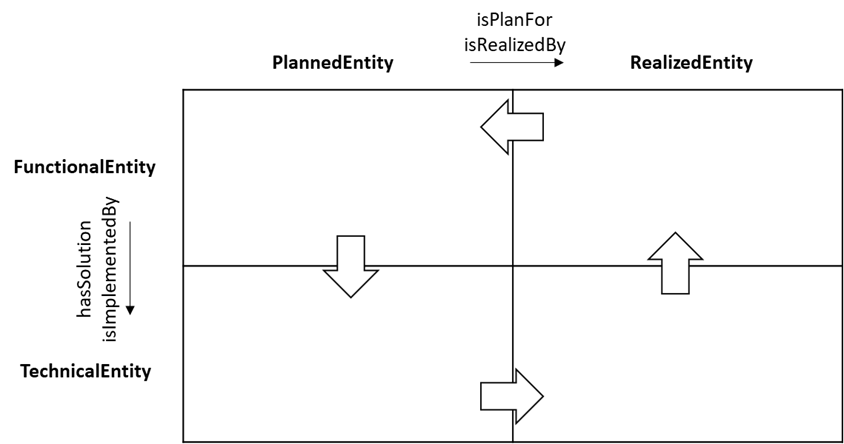 isPlanFor
isRealizedBy
PlannedEntity
RealizedEntity
FunctionalEntity
hasSolution
isImplementedBy
TechnicalEntity